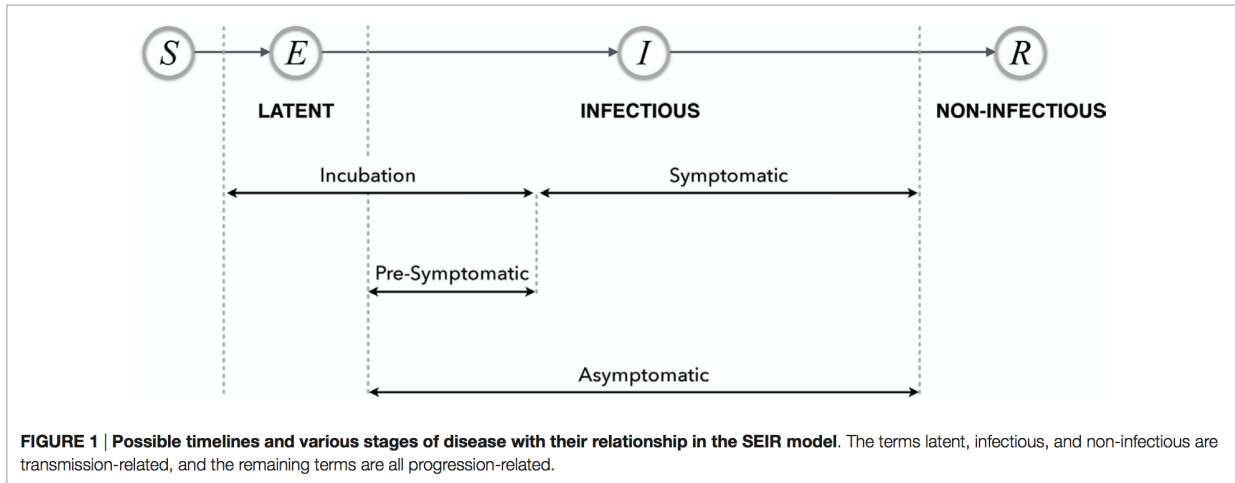 S E I R
LATENT INFECTIOUS NON-INFECTIOUS
Incubation Symptomatic
Pre-Symptomatic
Asymptomatic
FIGURE 1 | Possible timelines and various stages of disease with their relationship in the SEIR model. The terms latent, infectious, and non-infectious are
transmission-related, and the remaining terms are all progression-related.